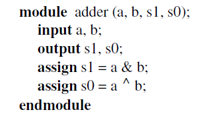 module adder (a, b, s1, s0);
input a, b;
output s1, s0;
assign s1 = a & b;
assign s0 = a ^ b;
endmodule